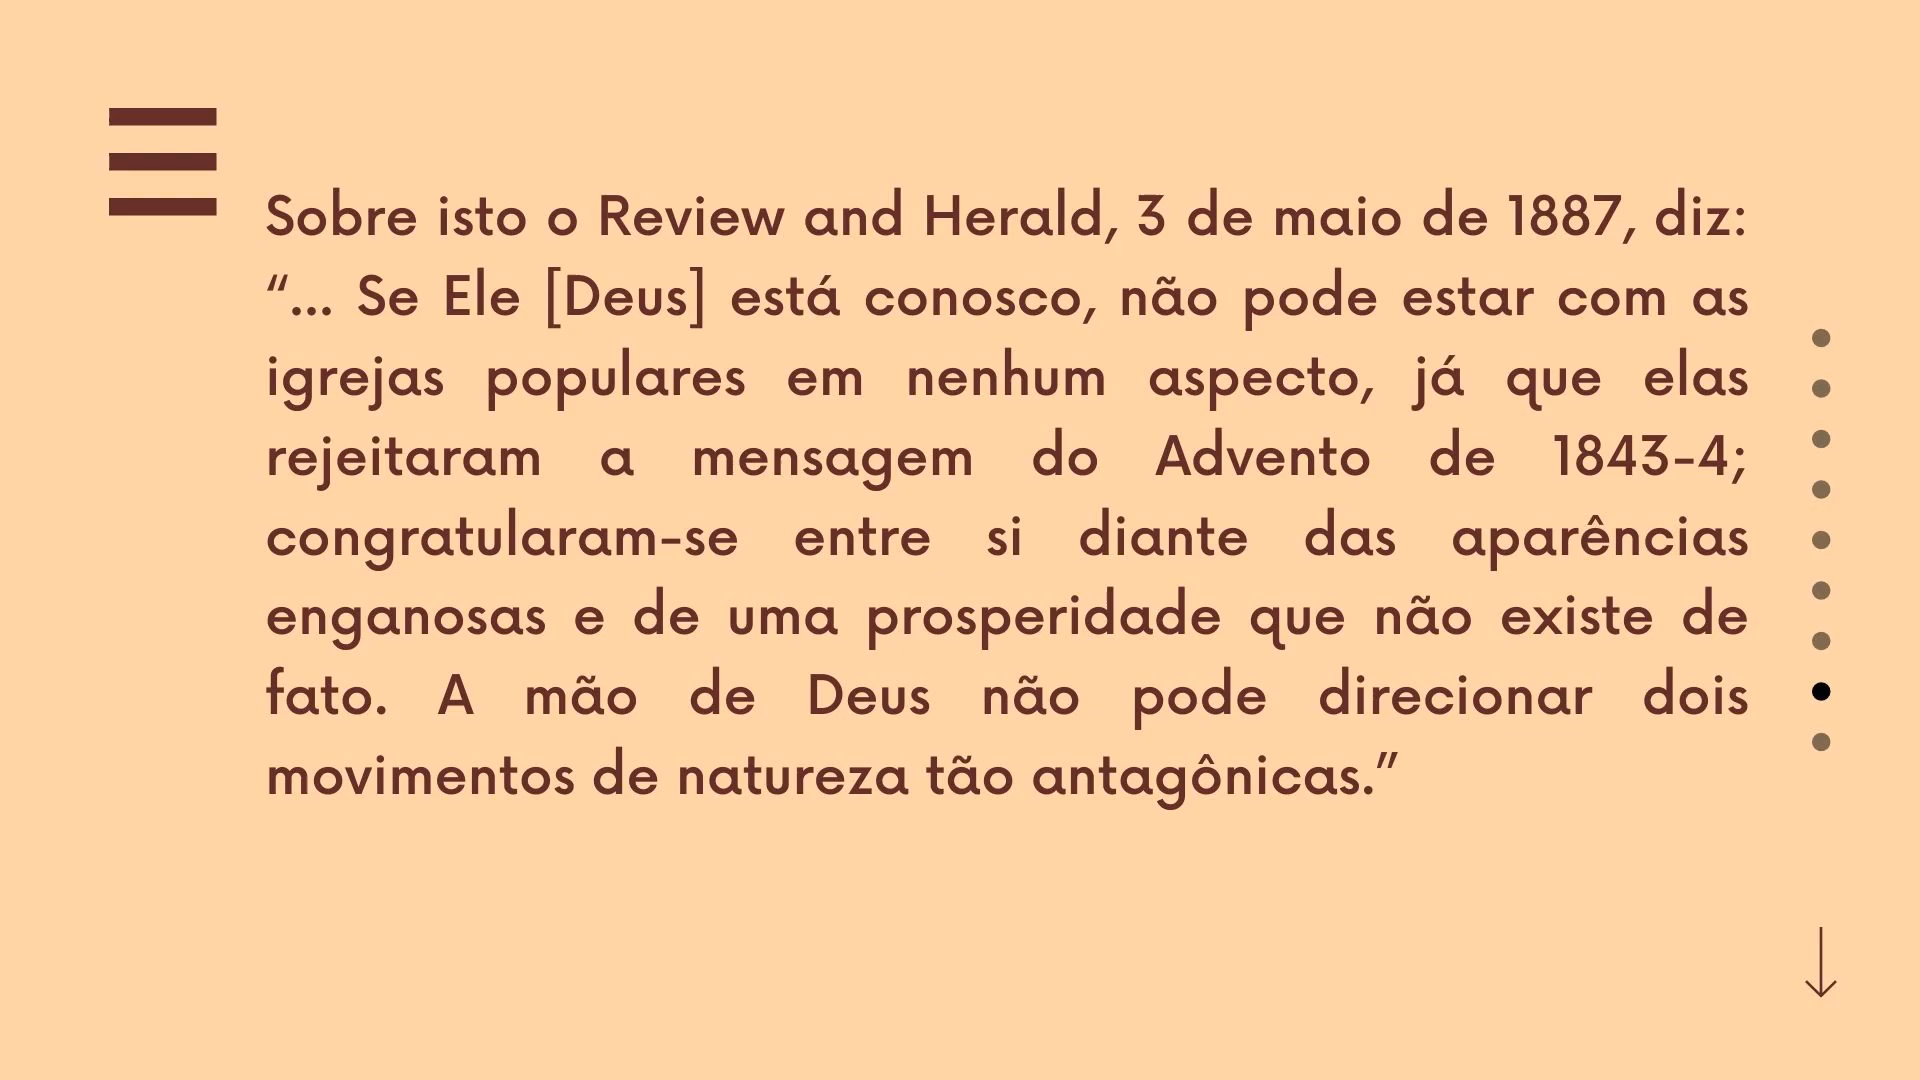 Sobre isto o Review and Herald, 3 de maio de 1887, diz:
“... Se Ele [Deus] está conosco, não pode estar com as
igrejas populares em nenhum aspecto, já que elas
rejeitaram a mensagem do Advento de 1843-4;
congratularam-se entre si diante das aparências
enganosas e de uma prosperidade que não existe de
fato. A mão de Deus não pode direcionar dois
movimentos de natureza tão antagônicas.”